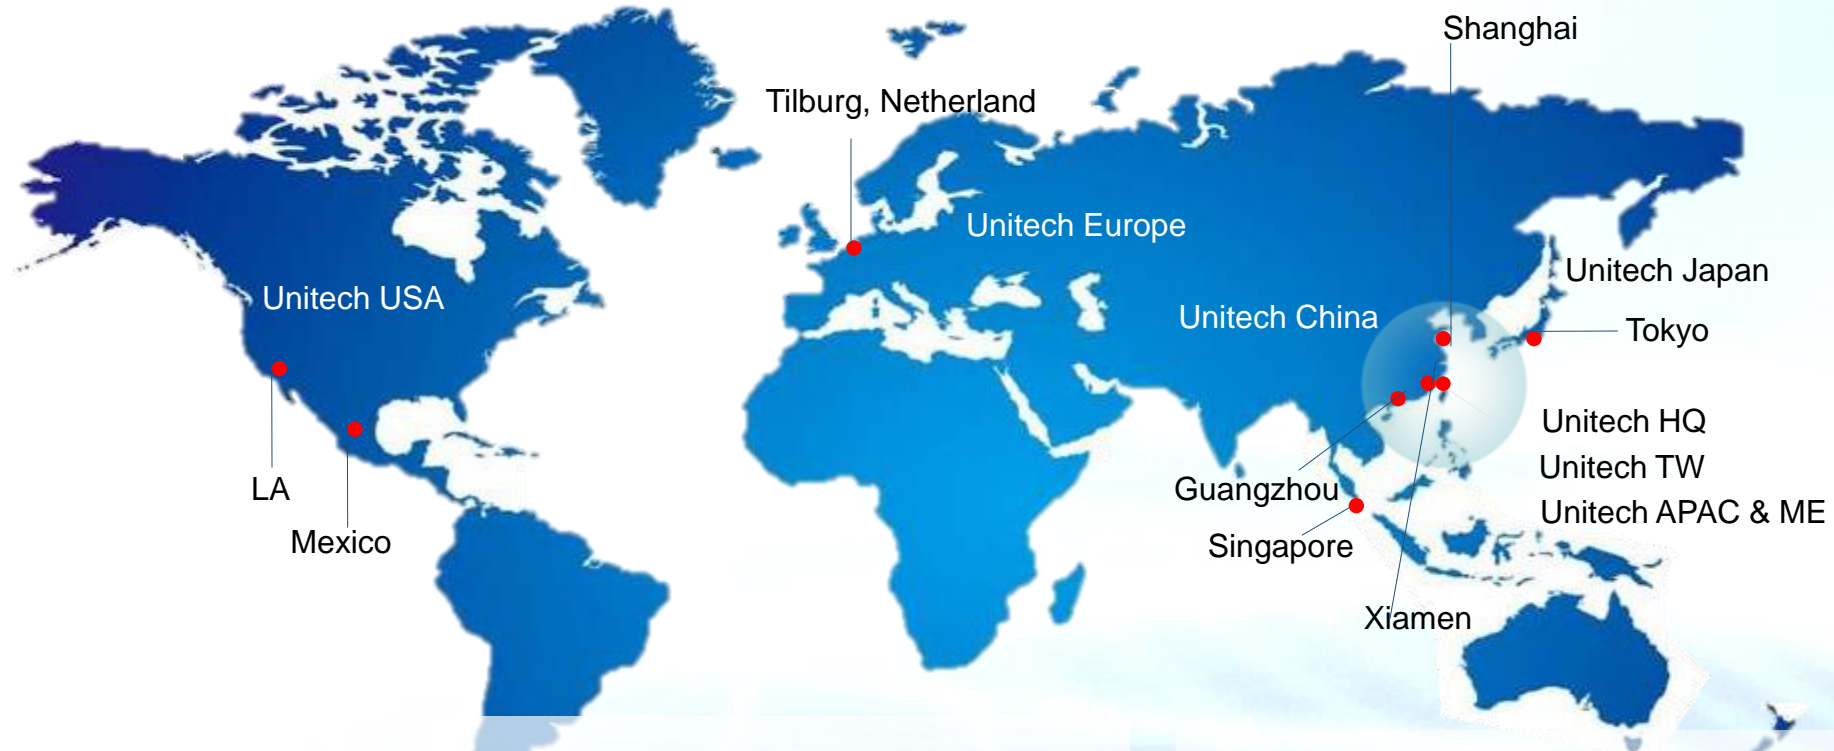 Shanghai
Tilburg, Netherland
Unitech Europe
Unitech Japan
Unitech USA
Unitech China
Tokyo
Unitech HQ
Unitech TW
LA
Guangzhou
Unitech APAC & ME
Mexico
Singapore
Xiamen